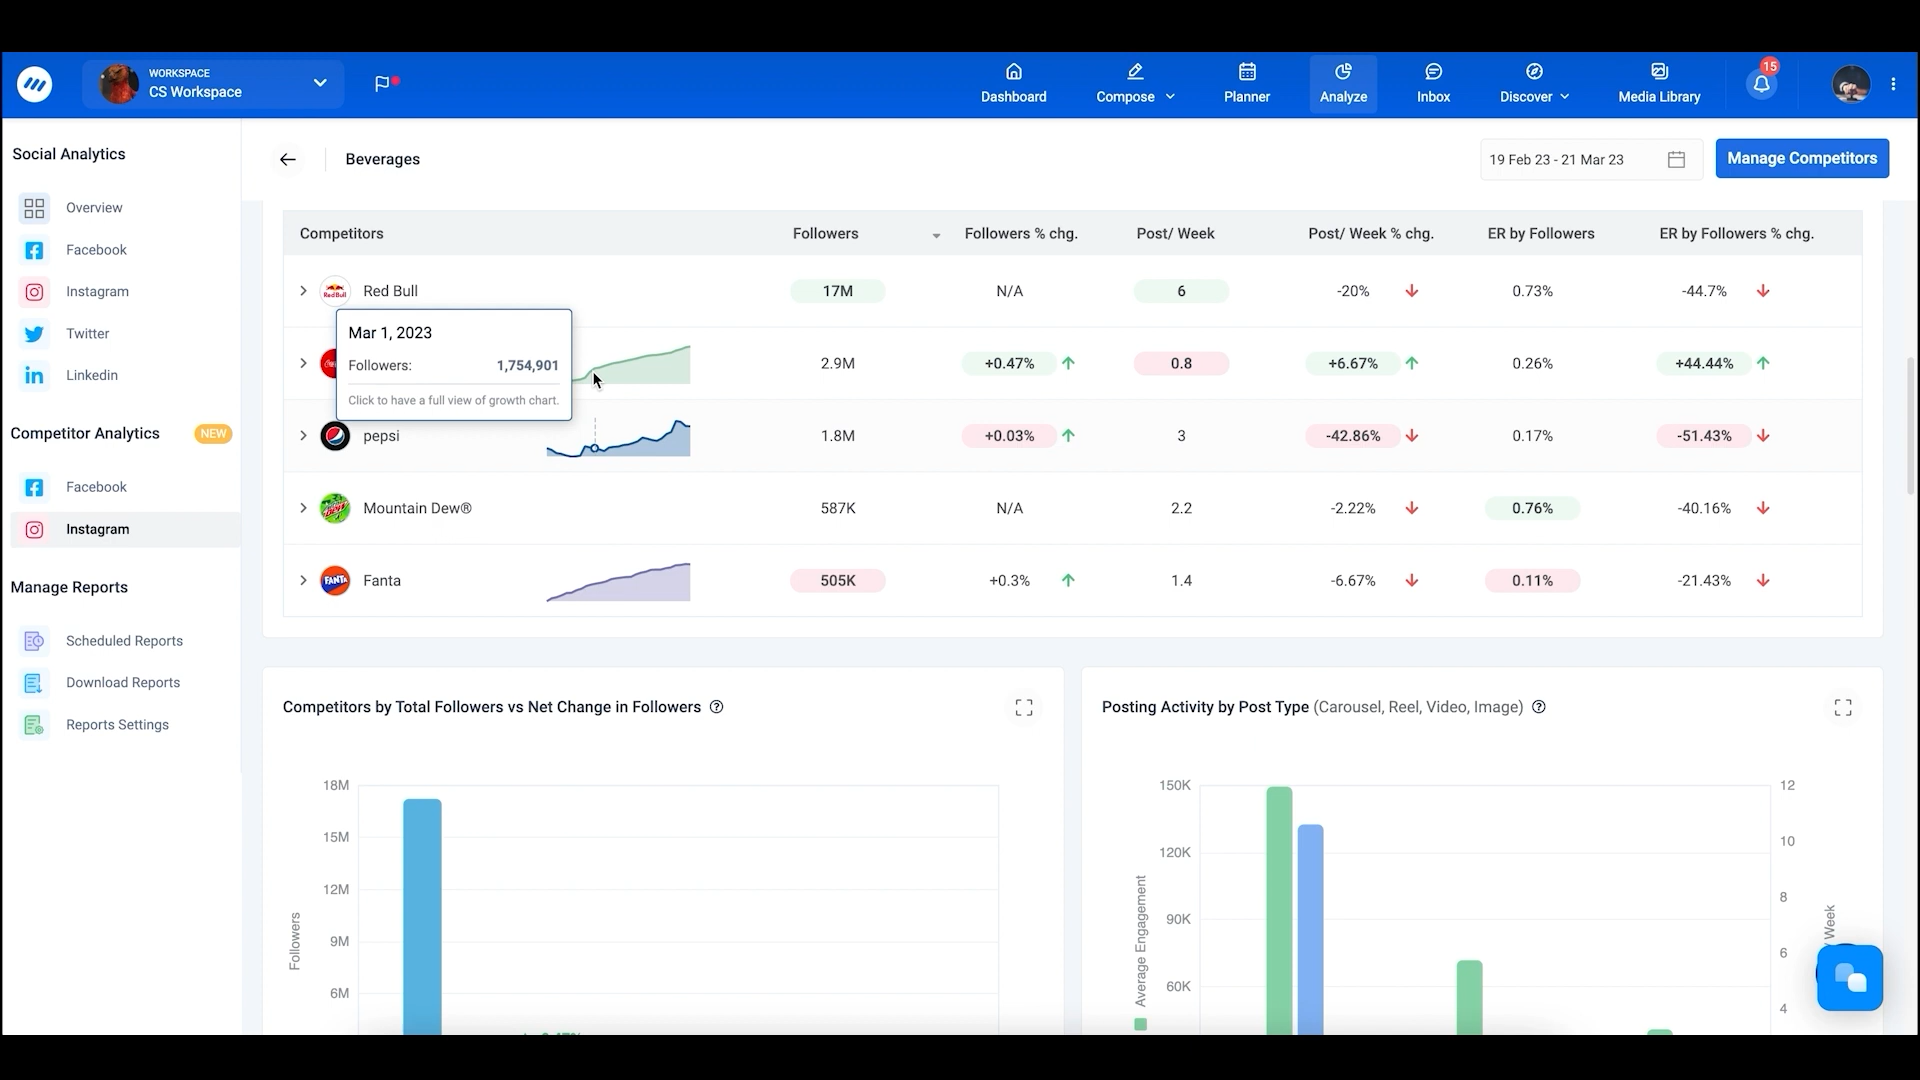 WORKSPACE
CS Workspace
Dashboard
Compose
Planner
Analyze
Inbox
Discover
Media Library
15
Social Analytics
Overview
Facebook
Instagram
Twitter
Linkedin
Competitor Analytics NEW
Facebook
Instagram
Manage Reports
Scheduled Reports
Download Reports
Reports Settings
Beverages
19 Feb 23 - 21 Mar 23
Manage Competitors
Competitors Followers Followers % chg. Post/ Week Post/ Week % chg. ER by Followers ER by Followers % chg.
Red Bull Red Bull 17M N/A 6 -20% 0.73% -44.7%
Mar 1, 2023
Followers: 1,754,901
Click to have a full view of growth chart.
2.9M +0.47% 0.8 +6.67% 0.26% +44.44%
pepsi 1.8M +0.03% 3 -42.86% 0.17% -51.43%
Mountain Dew® 587K N/A 2.2 -2.22% 0.76% -40.16%
FANTA Fanta 505K +0.3% 1.4 -6.67% 0.11% -21.43%
Competitors by Total Followers vs Net Change in Followers
18M
15M
12M
9M
6M
Followers
Posting Activity by Post Type (Carousel, Reel, Video, Image)
150K
120K
90K
60K
Average Engagement
12
10
8
6
4
Week